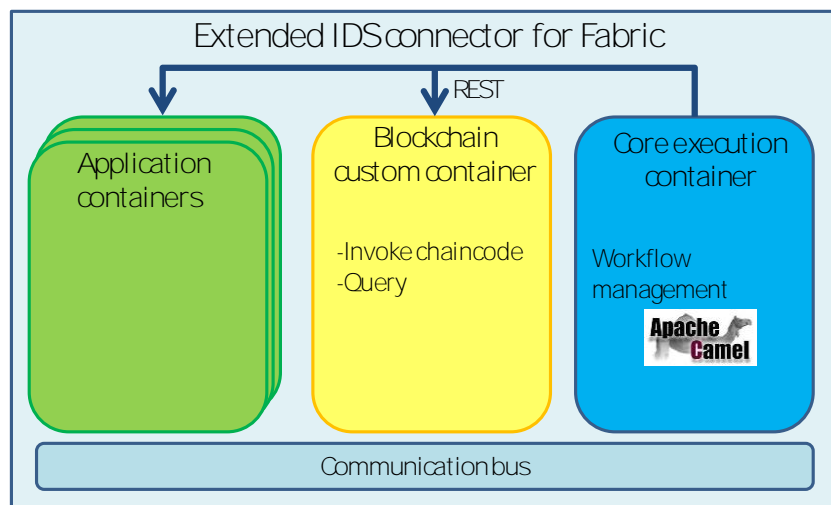 Extended IDS connector for Fabric
REST
Application
containers
Blockchain
custom container
-Invoke chaincode
-Query
Core execution
container
Workflow
management
Apache
Camel
Communication bus